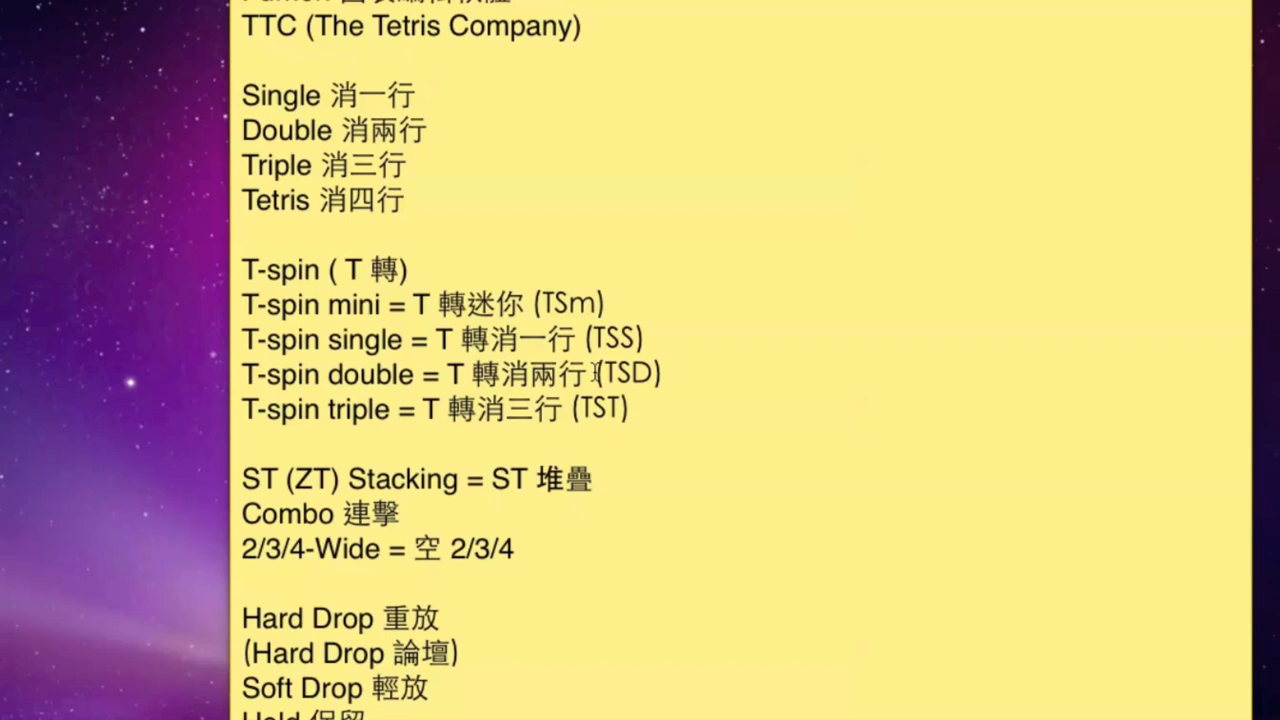 TTC (The Tetris Company)
Single 消一行
Double 消兩行
Triple 消三行
Tetris 消四行
T-spin ( T 轉)
T-spin mini = T 轉迷你 (TSm)
T-spin single = T 轉消一行 (TSS)
T-spin double = T 轉消兩行 (TSD)
T-spin triple = T 轉消三行 (TST)
ST (ZT) Stacking = ST 堆疊
Combo 連擊
2/3/4-Wide = 空 2/3/4
Hard Drop 重放
(Hard Drop 論壇)
Soft Drop 輕放
Hold 保留